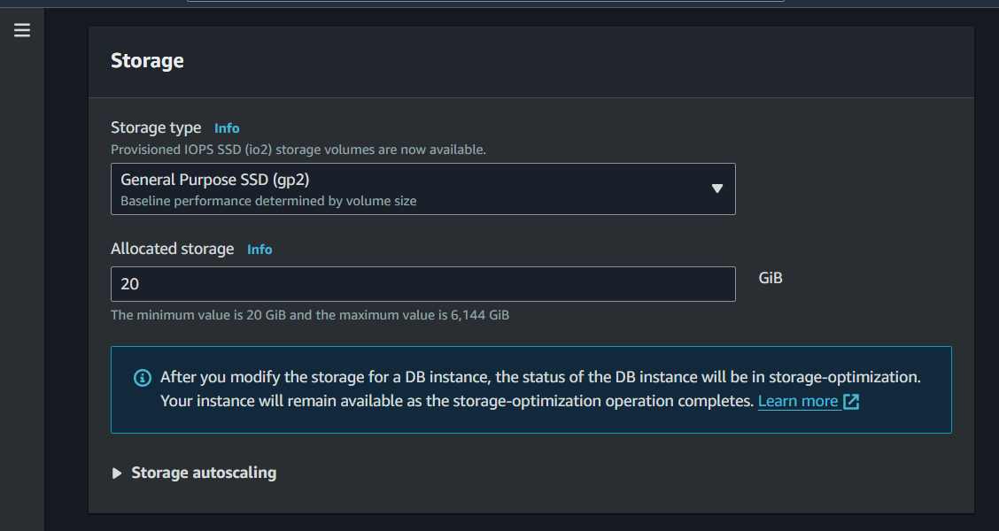 Storage
Storage type Info
Provisioned IOPS SSD (io2) storage volumes are now available.
General Purpose SSD (gp2)
Baseline performance determined by volume size
Allocated storage Info
20
GiB
The minimum value is 20 GiB and the maximum value is 6,144 GiB
After you modify the storage for a DB instance, the status of the DB instance will be in storage-optimization.
Your instance will remain available as the storage-optimization operation completes. Learn more
Storage autoscaling